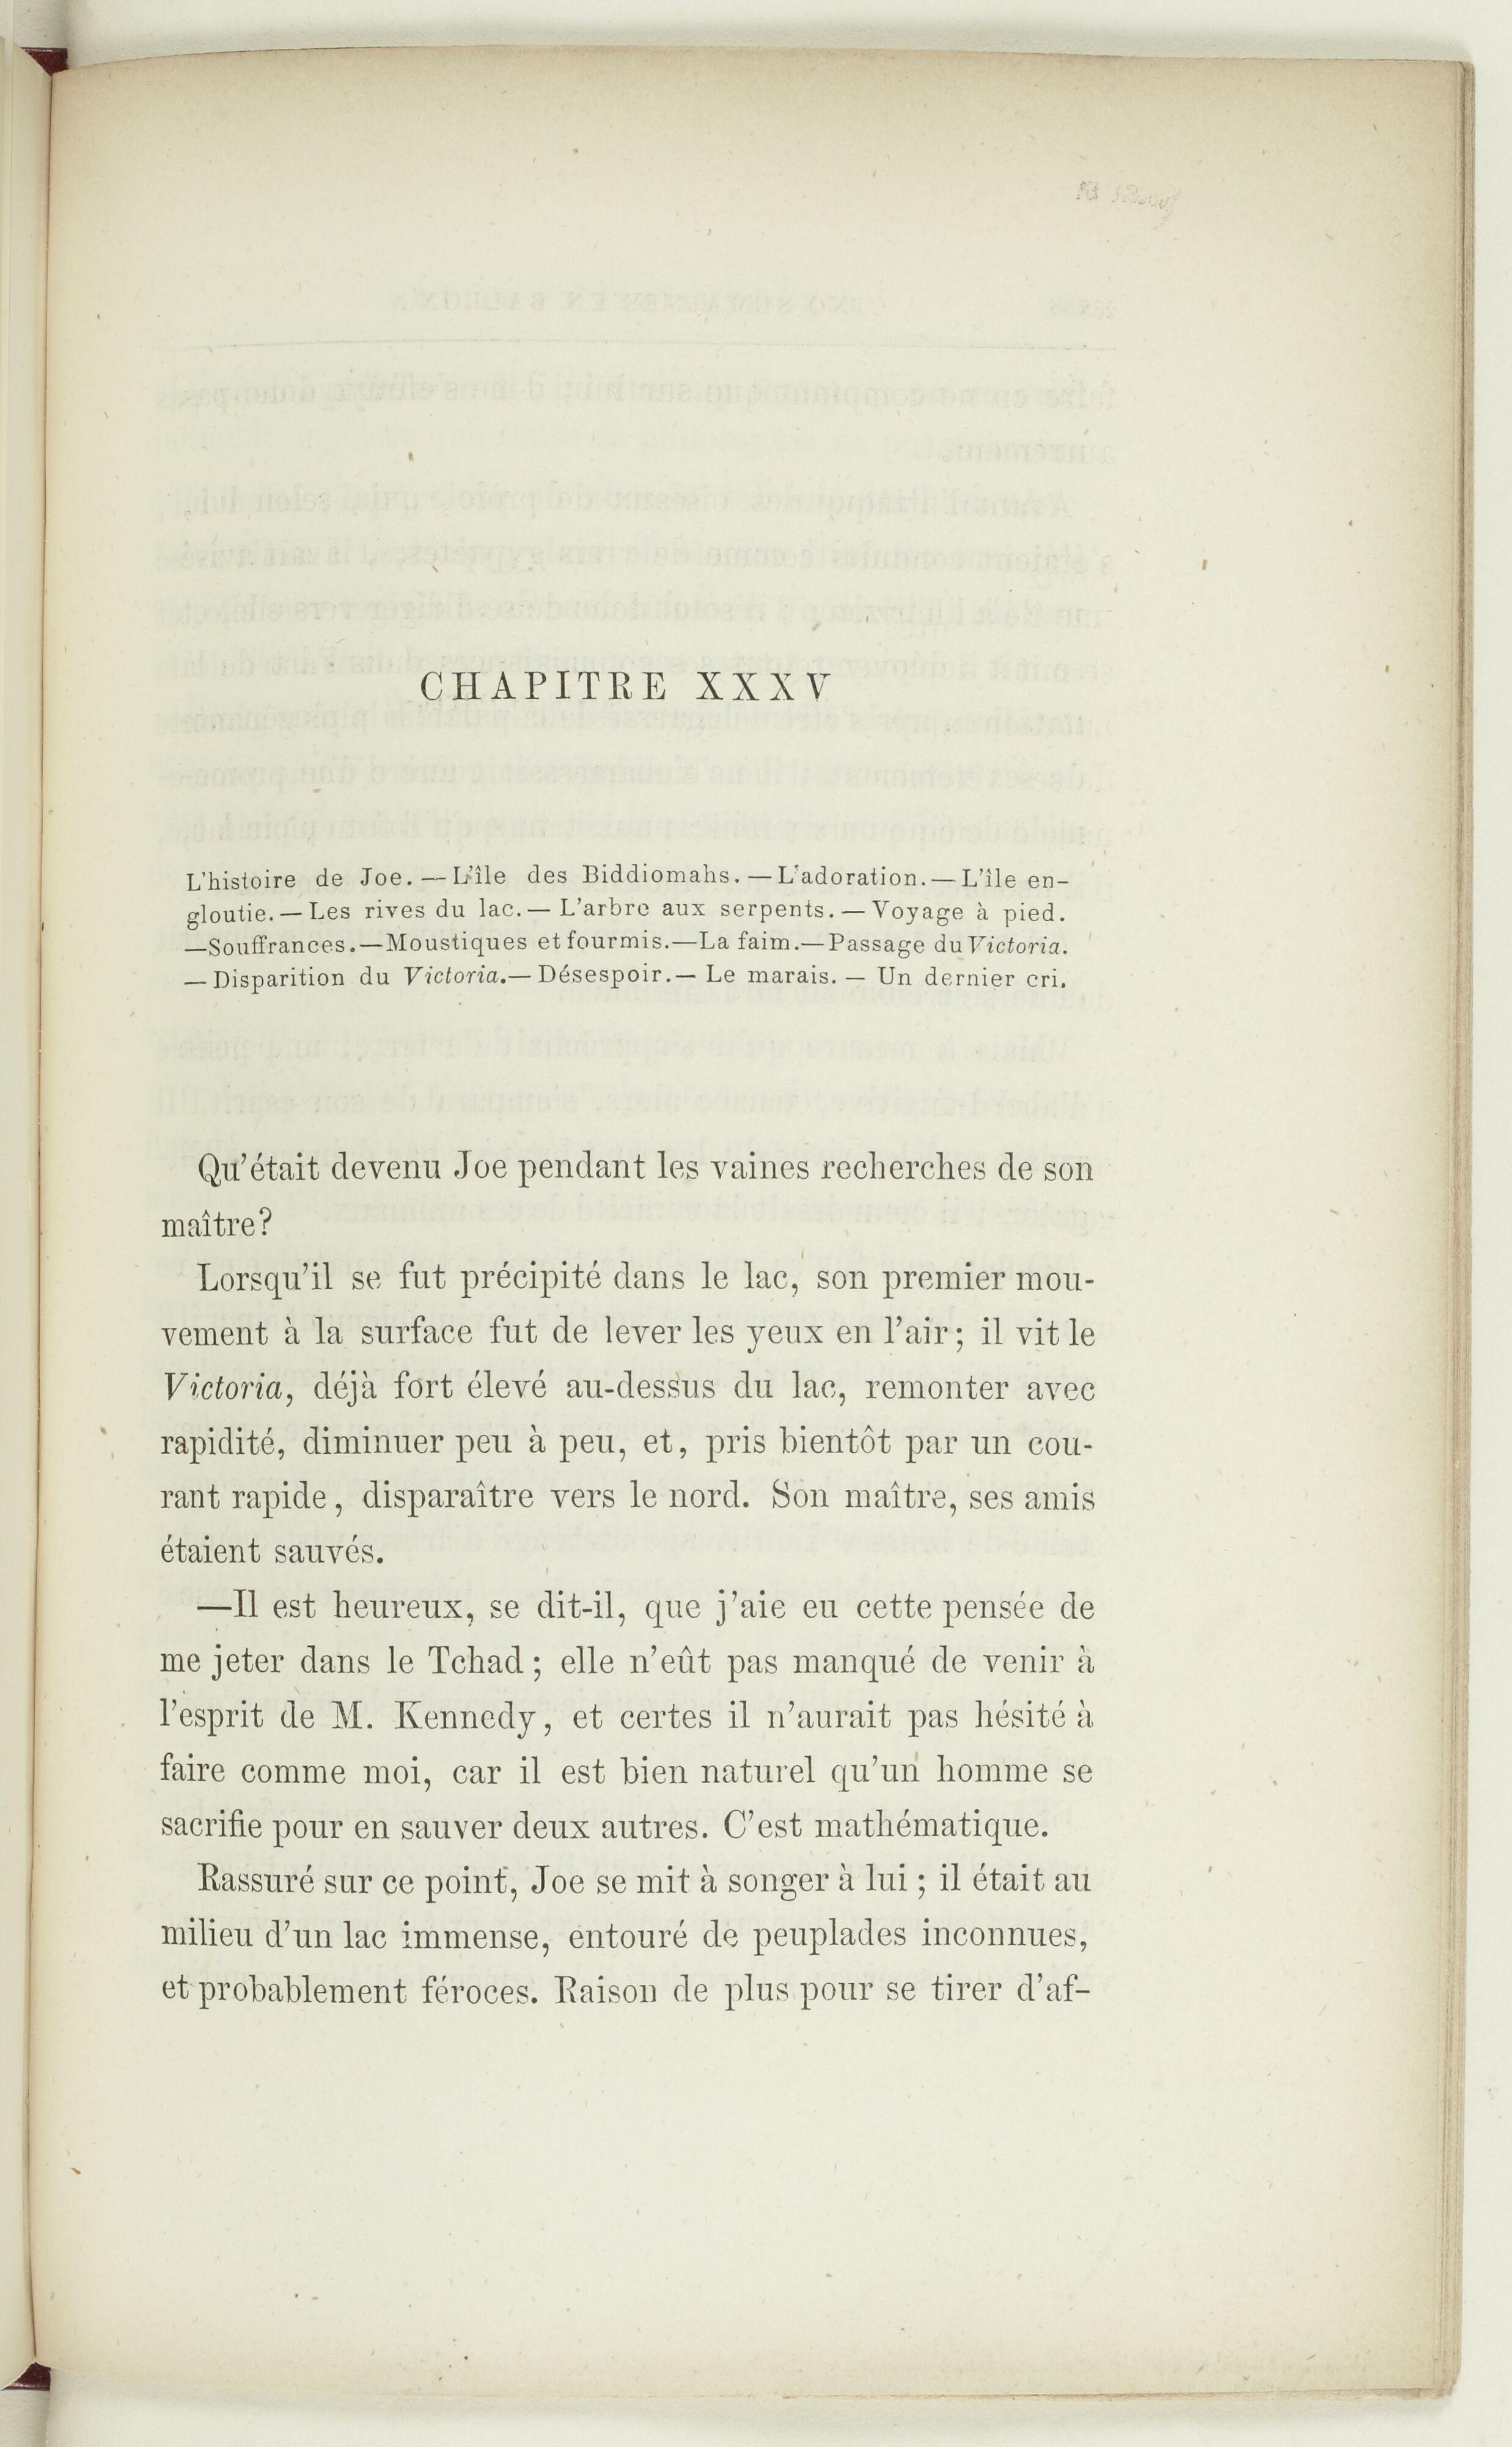 CHAPITRE XXXV
L'histoire de Joe. — L'île des Biddiomahs. — L'adoration. — L'île en-
gloutie. — Les rives du lac. — L'arbre aux serpents. — Voyage à pied.
— Souffrances. — Moustiques et fourmis. — La faim. — Passage du Victoria.
— Disparition du Victoria. — Désespoir. — Le marais. — Un dernier cri.
Qu'était devenu Joe pendant les vaines recherches de son
maître?
Lorsqu'il se fut précipité dans le lac, son premier mou-
vement à la surface fut de lever les yeux en l'air; il vit le
Victoria, déjà fort élevé au-dessus du lac, remonter avec
rapidité, diminuer peu à peu, et, pris bientôt par un cou-
rant rapide, disparaître vers le nord. Son maître, ses amis
étaient sauvés.
—Il est heureux, se dit-il, que j'aie eu cette pensée de
me jeter dans le Tchad; elle n'eût pas manqué de venir à
l'esprit de M. Kennedy, et certes il n'aurait pas hésité à
faire comme moi, car il est bien naturel qu'un homme se
sacrifie pour en sauver deux autres. C'est mathématique.
Rassuré sur ce point, Joe se mit à songer à lui; il était au
milieu d'un lac immense, entouré de peuplades inconnues,
et probablement féroces. Raison de plus pour se tirer d'af-